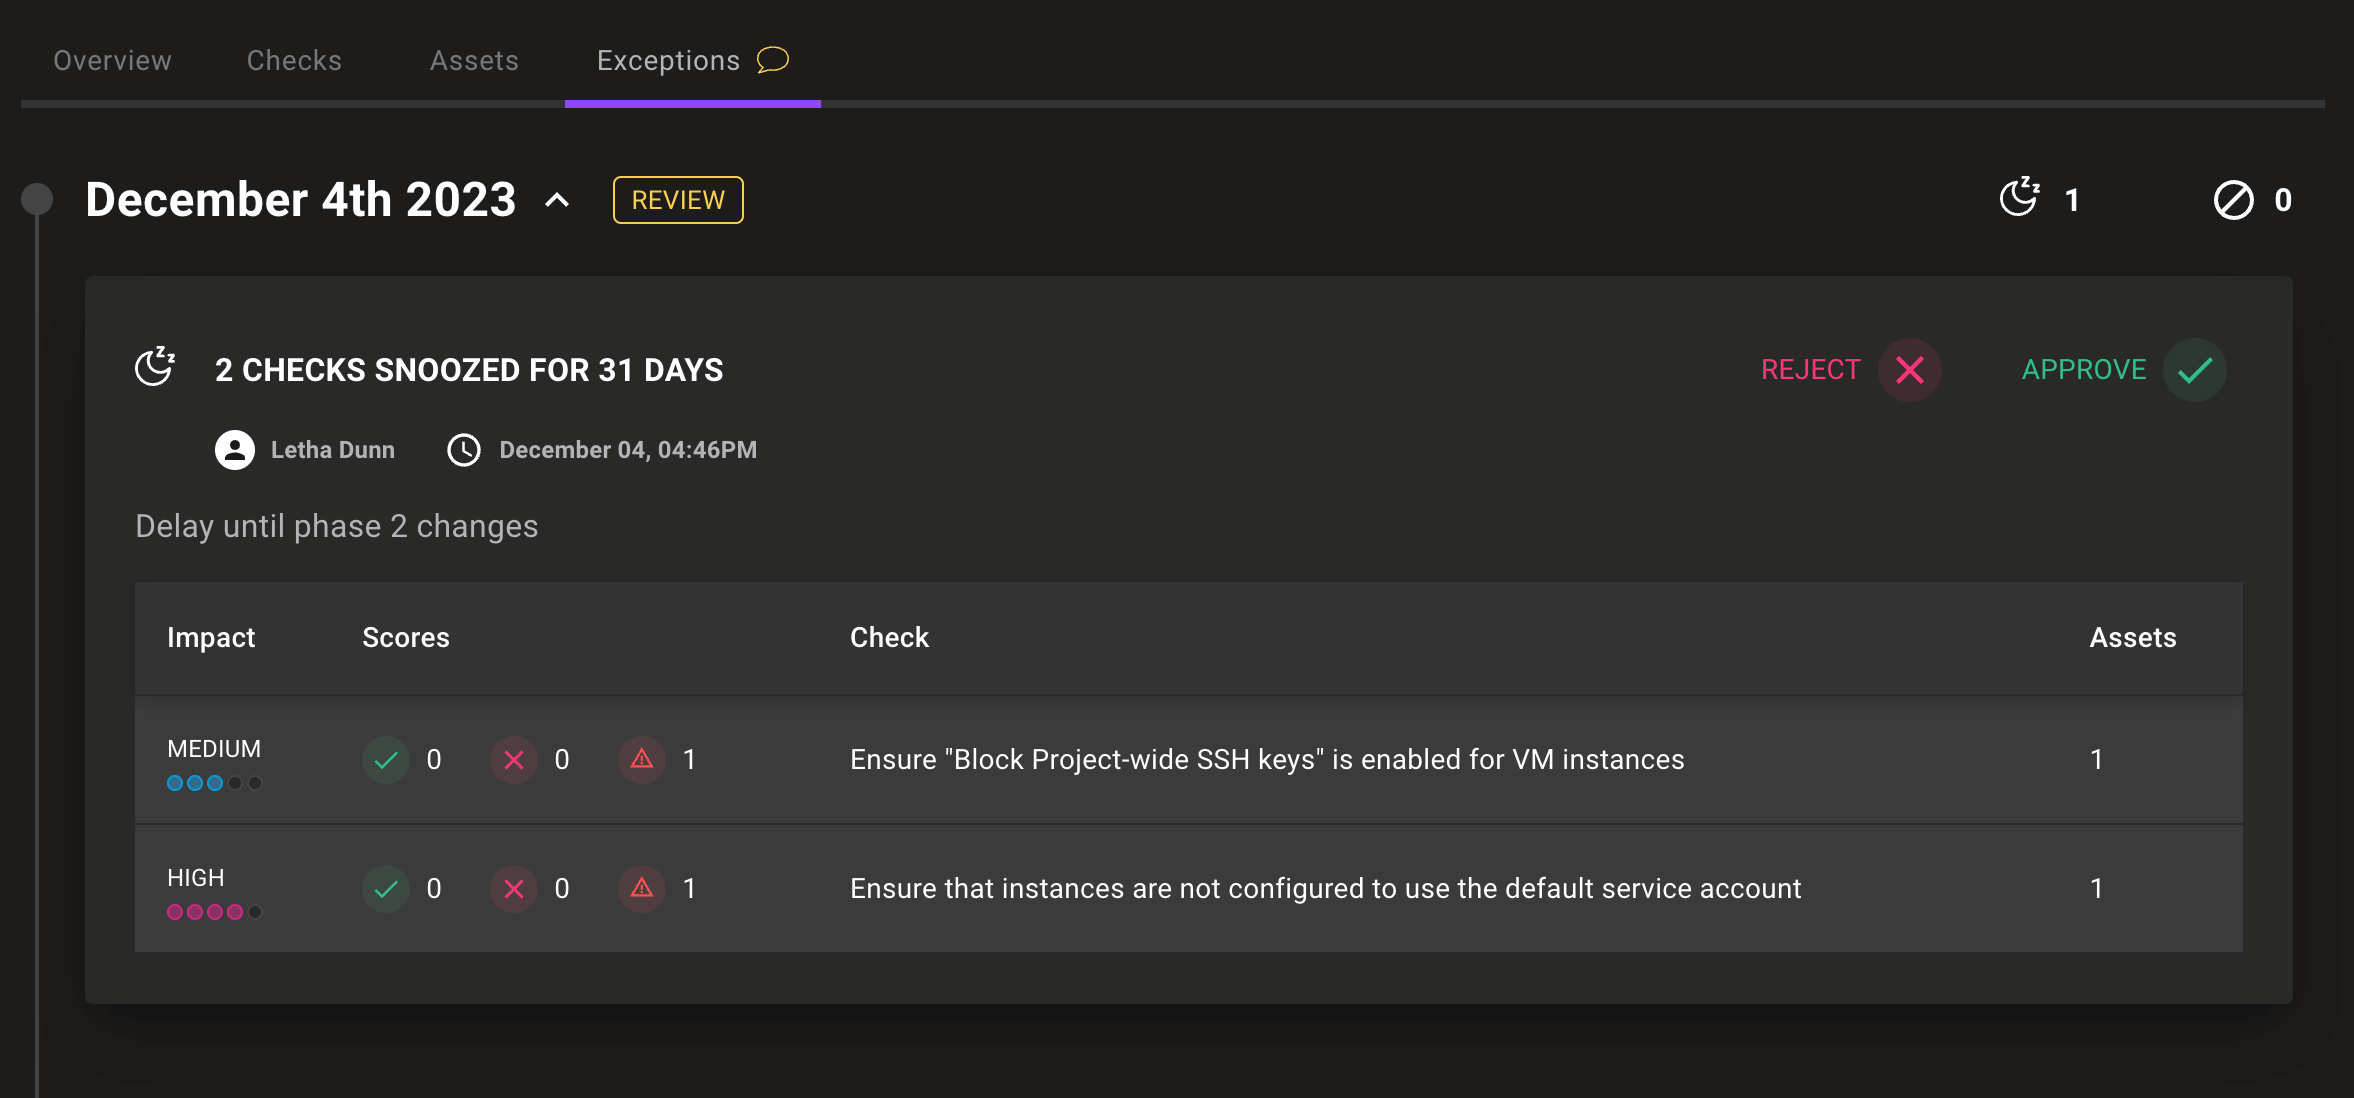 Overview Checks Assets Exceptions
December 4th 2023 REVIEW 1 0
2 CHECKS SNOOZED FOR 31 DAYS REJECT APPROVE
Letha Dunn December 04, 04:46PM
Delay until phase 2 changes
Impact Scores Check Assets
MEDIUM 0 0 1 Ensure "Block Project-wide SSH keys" is enabled for VM instances 1
HIGH 0 0 1 Ensure that instances are not configured to use the default service account 1